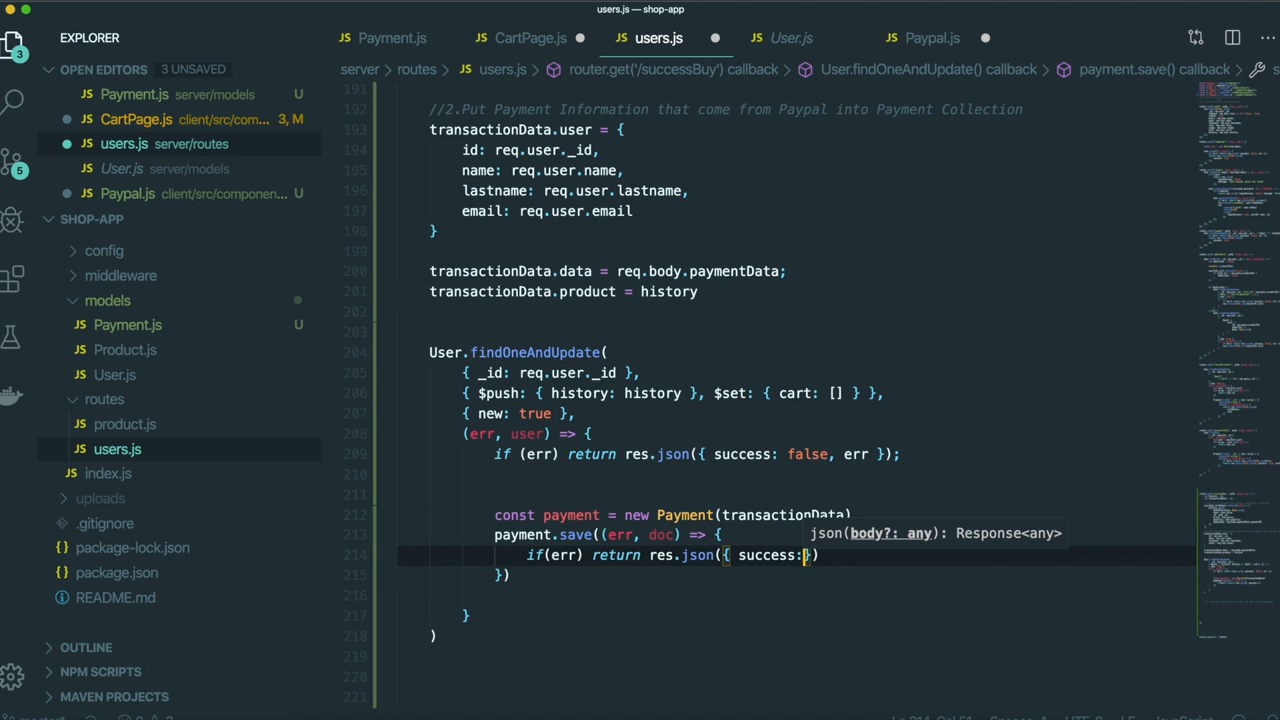 users.js — shop-app
EXPLORER
OPEN EDITORS 3 UNSAVED
JS Payment.js server/models U
JS CartPage.js client/src/com... 3, M
JS users.js server/routes
JS User.js server/models
JS Paypal.js client/src/componen...
SHOP-APP
config
middleware
models
JS Payment.js U
JS Product.js
JS User.js
routes
JS product.js
JS users.js
JS index.js
uploads
.gitignore
{} package-lock.json
{} package.json
README.md
OUTLINE
NPM SCRIPTS
MAVEN PROJECTS
3
5
JS Payment.js JS CartPage.js JS users.js JS User.js JS Paypal.js
server > routes > JS users.js > router.get('/successBuy') callback > User.findOneAndUpdate() callback > payment.save() callback >
191
192 //2.Put Payment Information that come from Paypal into Payment Collection
193 transactionData.user = {
194 id: req.user._id,
195 name: req.user.name,
196 lastname: req.user.lastname,
197 email: req.user.email
198 }
199
200 transactionData.data = req.body.paymentData;
201 transactionData.product = history
202
203
204 User.findOneAndUpdate(
205 { _id: req.user._id },
206 { $push: { history: history }, $set: { cart: [] } },
207 { new: true },
208 (err, user) => {
209 if (err) return res.json({ success: false, err });
210
211
212 const payment = new Payment(transactionData)
213 payment.save((err, doc) => {
json(body?: any): Response<any>
214 if(err) return res.json({ success:})
215 })
216
217 }
218 )
219
220
221